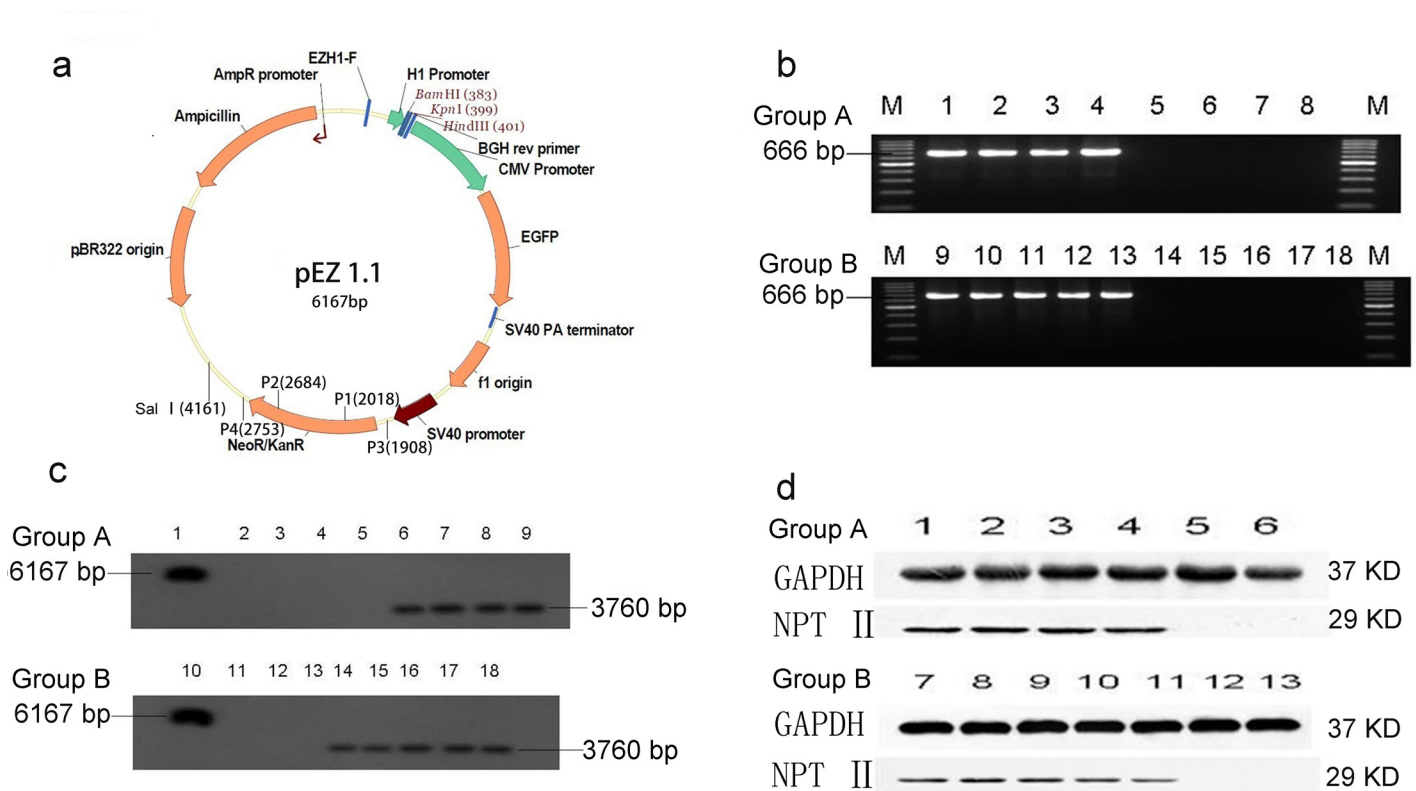 a
EZH1-F
AmpR promoter
H1 Promoter
BamHI (383)
KpnI (399)
HindIII (401)
Ampicillin
BGH rev primer
CMV Promoter
pBR322 origin
EGFP
pEZ 1.1
6167bp
SV40 PA terminator
f1 origin
P2(2684)
P1(2018)
Sal I (4161)
P4(2753)
NeoR/KanR
P3(1908)
SV40 promoter
b
Group A M 1 2 3 4 5 6 7 8 M
666 bp
Group B M 9 10 11 12 13 14 15 16 17 18 M
666 bp
c
Group A 1 2 3 4 5 6 7 8 9
6167 bp
3760 bp
Group B 10 11 12 13 14 15 16 17 18
6167 bp
3760 bp
d
Group A 1 2 3 4 5 6
GAPDH 37 KD
NPT II 29 KD
Group B 7 8 9 10 11 12 13
GAPDH 37 KD
NPT II 29 KD